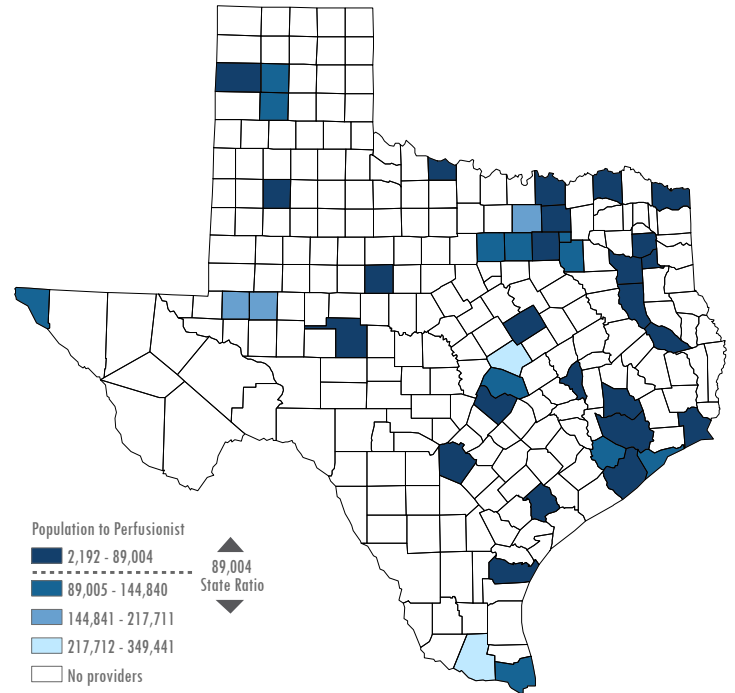 Population to Perfusionist
2,192 - 89,004
89,005 - 144,840
144,841 - 217,711
217,712 - 349,441
No providers
89,004
State Ratio